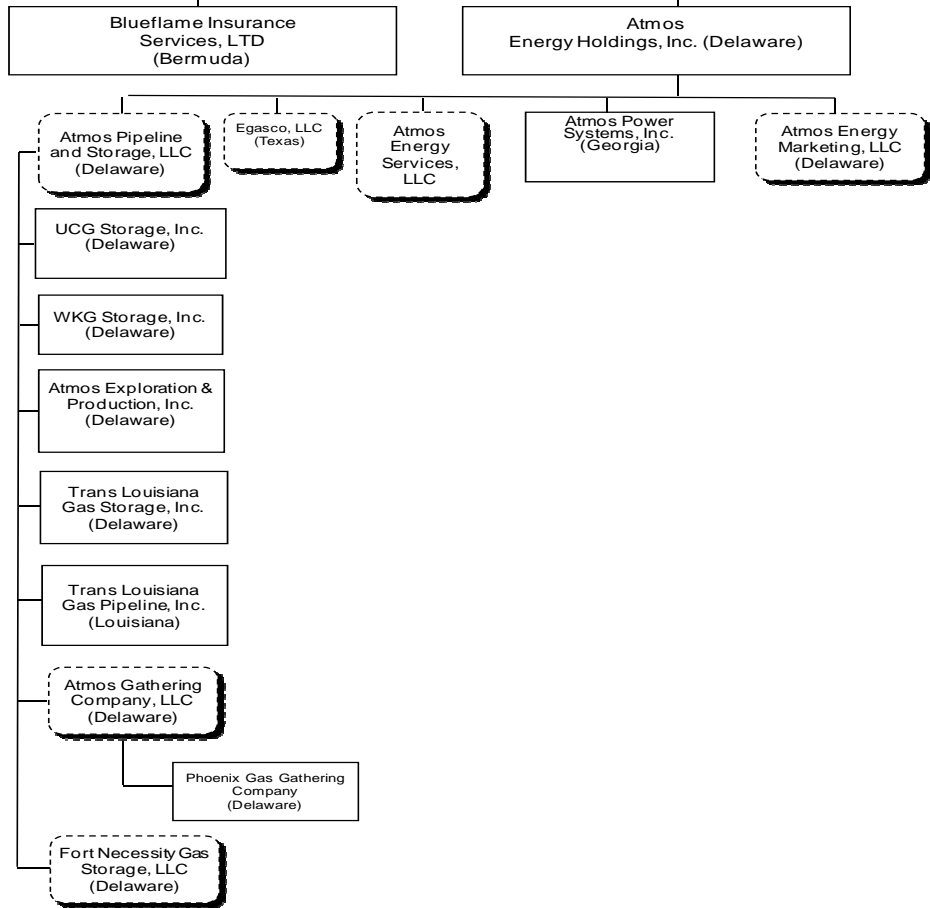 Blueflame Insurance
Services, LTD
(Bermuda)
Atmos
Energy Holdings, Inc. (Delaware)
Atmos Pipeline
and Storage, LLC
(Delaware)
Egasco, LLC
(Texas)
Atmos
Energy
Services,
LLC
Atmos Power
Systems, Inc.
(Georgia)
Atmos Energy
Marketing, LLC
(Delaware)
UCG Storage, Inc.
(Delaware)
WKG Storage, Inc.
(Delaware)
Atmos Exploration &
Production, Inc.
(Delaware)
Trans Louisiana
Gas Storage, Inc.
(Delaware)
Trans Louisiana
Gas Pipeline, Inc.
(Louisiana)
Atmos Gathering
Company, LLC
(Delaware)
Phoenix Gas Gathering
Company
(Delaware)
Fort Necessity Gas
Storage, LLC
(Delaware)